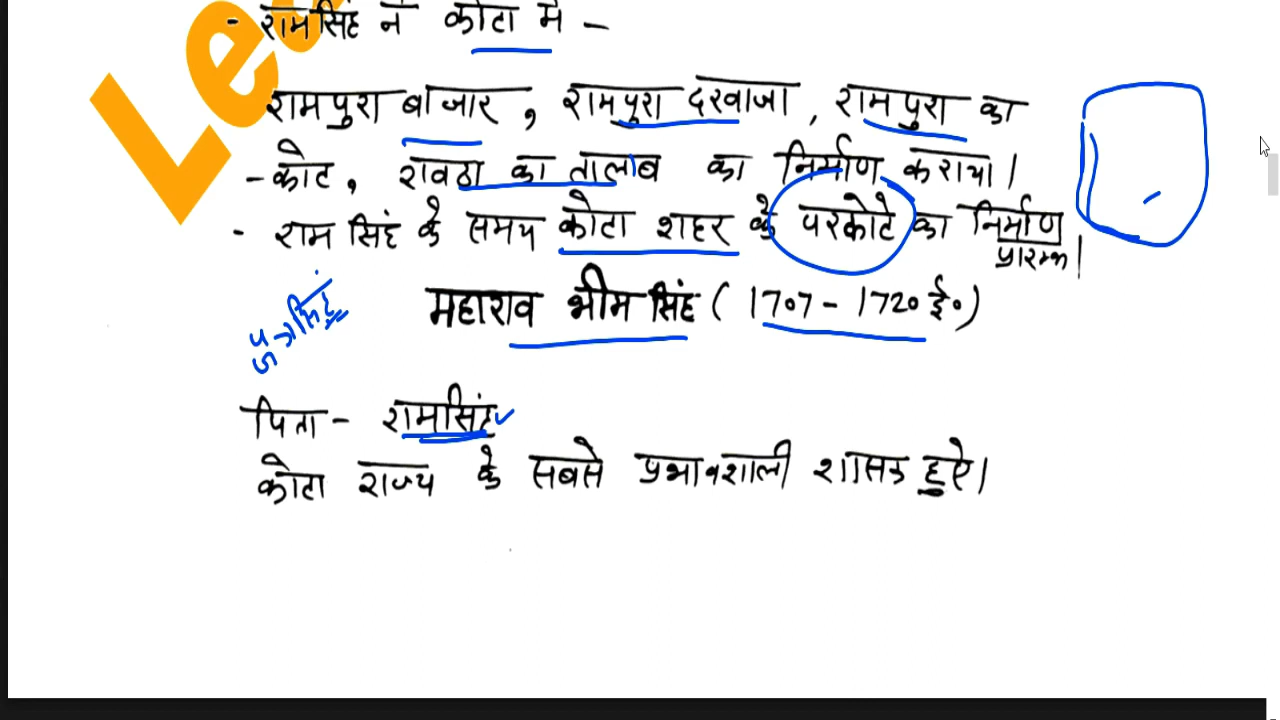 - रामसिंह ने कोटा में -
रामपुरा बाजार, रामपुरा दरवाजा, रामपुरा का
- कोट, रावठा का तालाब का निर्माण कराया।
- राम सिंह के समय कोटा शहर के परकोटे का निर्माण
प्रारम्भ।
महाराव भीम सिंह ( 1707 - 1720 ई०)
पिता - रामसिंह
कोटा राज्य के सबसे प्रभावशाली शासक हुऐ।
Lea